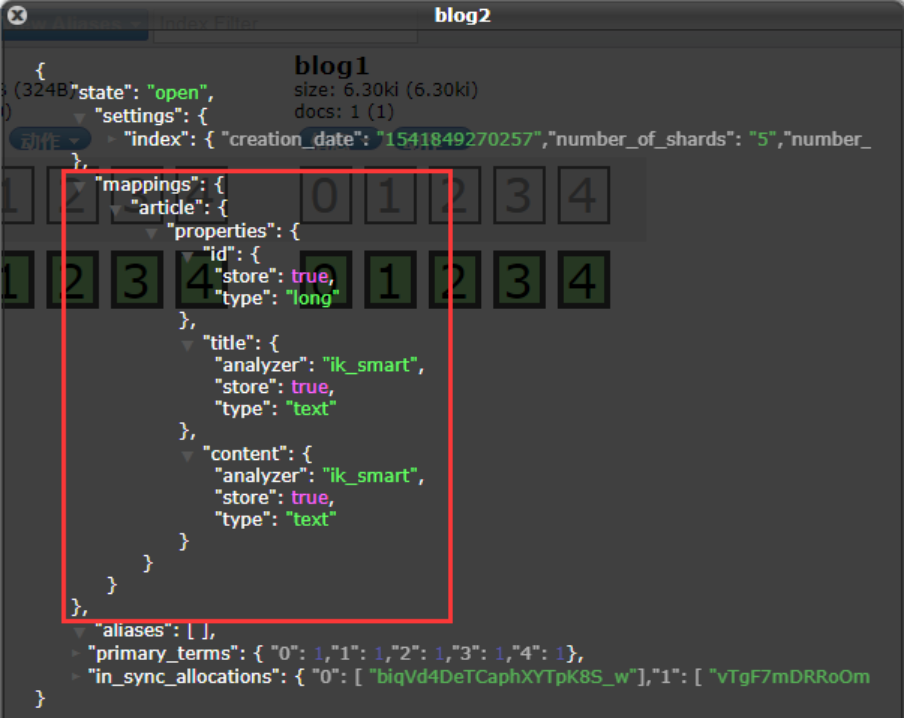 blog2
New Aliases
Index Filter
blog1
(324B)
size: 6.30ki (6.30ki)
docs: 1 (1)
动作
1 2 3 4 0 1 2 3 4
1 2 3 4 0 1 2 3 4
{
"state": "open",
"settings": {
"index": { "creation_date": "1541849270257","number_of_shards": "5","number_
},
"mappings": {
"article": {
"properties": {
"id": {
"store": true,
"type": "long"
},
"title": {
"analyzer": "ik_smart",
"store": true,
"type": "text"
},
"content": {
"analyzer": "ik_smart",
"store": true,
"type": "text"
}
}
}
},
"aliases": [ ],
"primary_terms": { "0": 1,"1": 1,"2": 1,"3": 1,"4": 1},
"in_sync_allocations": { "0": [ "biqVd4DeTCaphXYTpK8S_w"],"1": [ "vTgF7mDRRoOm
}